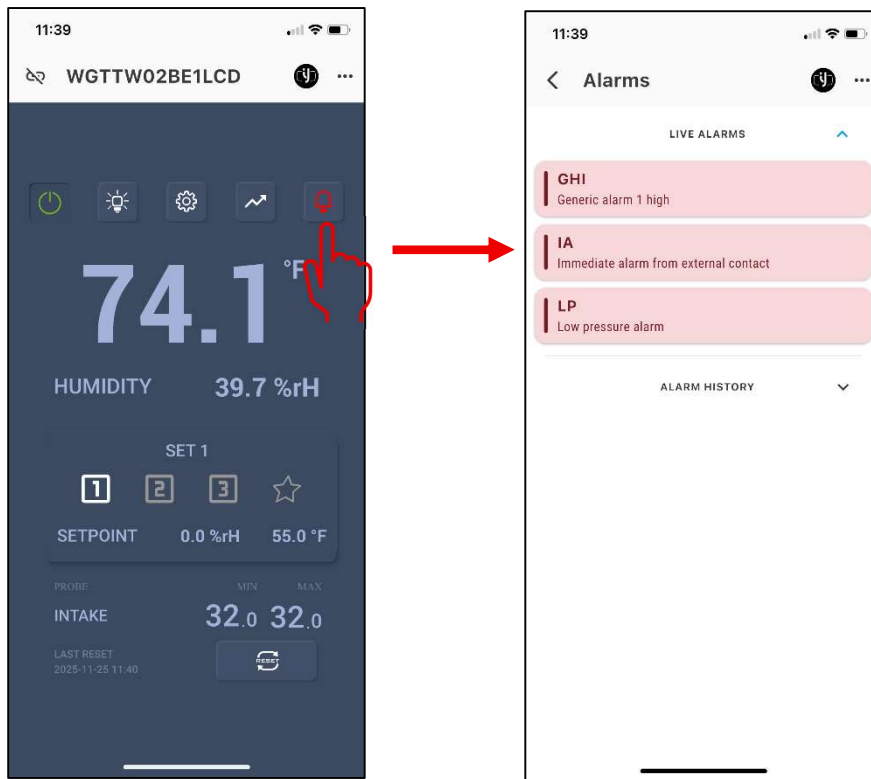 11:39
WGTTW02BE1LCD
74.1 °F
HUMIDITY 39.7 %rH
SET 1
1 2 3
SETPOINT 0.0 %rH 55.0 °F
PROBE MIN MAX
INTAKE 32.0 32.0
LAST RESET
2025-11-25 11:40
RESET
11:39
Alarms
LIVE ALARMS
GHI
Generic alarm 1 high
IA
Immediate alarm from external contact
LP
Low pressure alarm
ALARM HISTORY